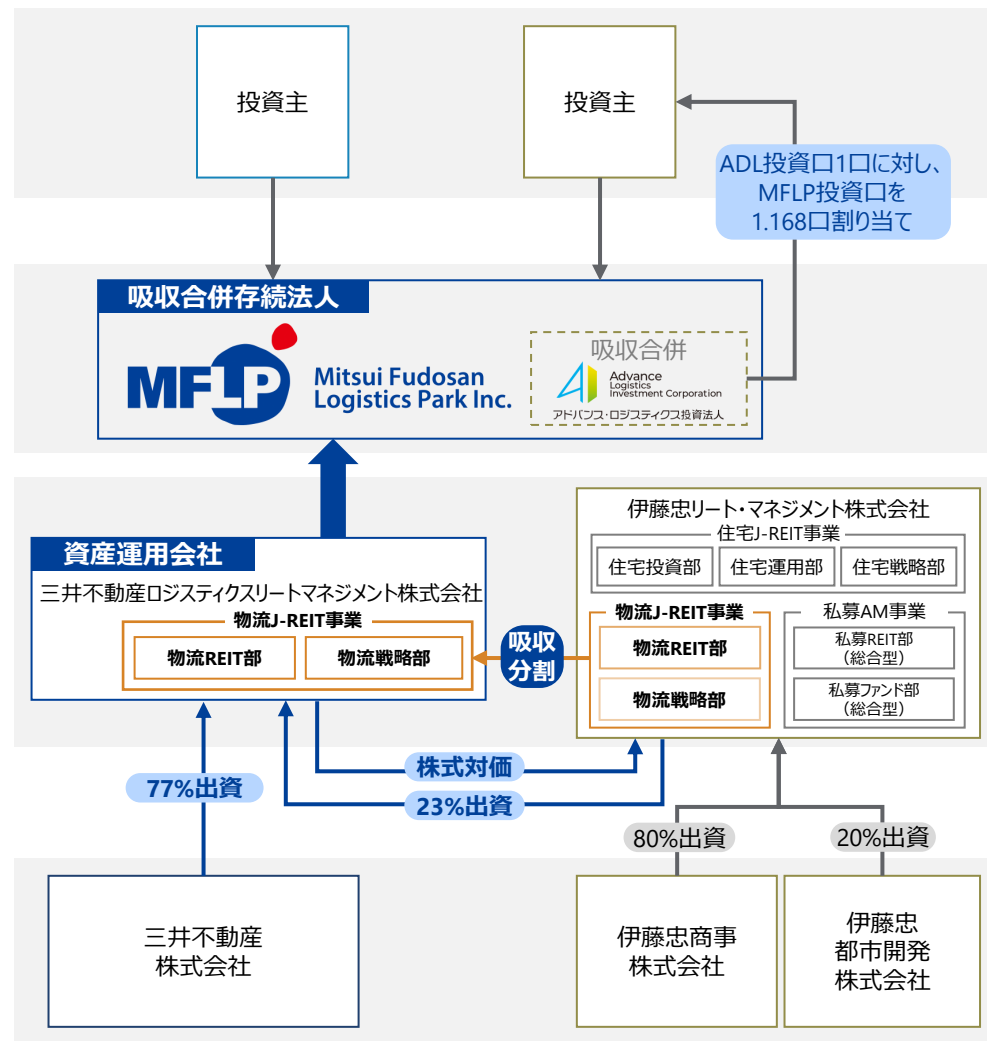 投資主
投資主
ADL投資口1口に対し、
MFLP投資口を
1.168口割り当て
吸収合併存続法人
MFLP
Mitsui Fudosan
Logistics Park Inc.
吸収合併
Advance
Logistics
Investment Corporation
アドバンス・ロジスティクス投資法人
資産運用会社
三井不動産ロジスティクスリートマネジメント株式会社
物流J-REIT事業
物流REIT部
物流戦略部
吸収
分割
伊藤忠リート・マネジメント株式会社
住宅J-REIT事業
住宅投資部
住宅運用部
住宅戦略部
物流J-REIT事業
物流REIT部
物流戦略部
私募AM事業
私募REIT部
（総合型）
私募ファンド部
（総合型）
株式対価
77%出資
23%出資
80%出資
20%出資
三井不動産
株式会社
伊藤忠商事
株式会社
伊藤忠
都市開発
株式会社